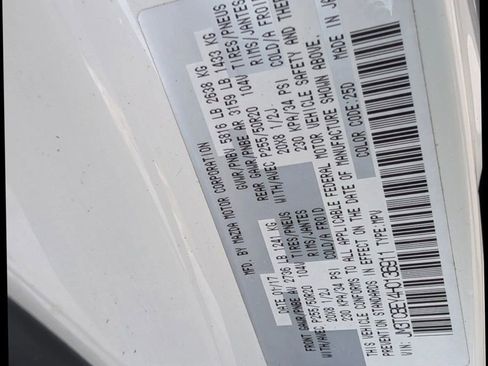 MFD. BY MAZDA MOTOR CORPORATION
DATE 01/17
GVWR/PNBV 5816 LB 2638 KG
FRONT GAWR/PNBE AV 2736 LB 1241 KG
P255/50R20 104V TIRES/PNEUS
WITH/AVEC 20X8 1/2J RIMS/JANTES
230 KPA/34 PSI COLD/A FROID
REAR GAWR/PNBE AR 3159 LB 1433 KG
P255/50R20 104V TIRES/PNEUS
WITH/AVEC 20X8 1/2J RIMS/JANTES
230 KPA/34 PSI COLD/A FROID
THIS VEHICLE CONFORMS TO ALL APPLICABLE FEDERAL MOTOR VEHICLE SAFETY AND
PREVENTION STANDARDS IN EFFECT ON THE DATE OF MANUFACTURE SHOWN ABOVE.
VIN: TYPE:MPV
COLOR CODE:25D
MADE IN